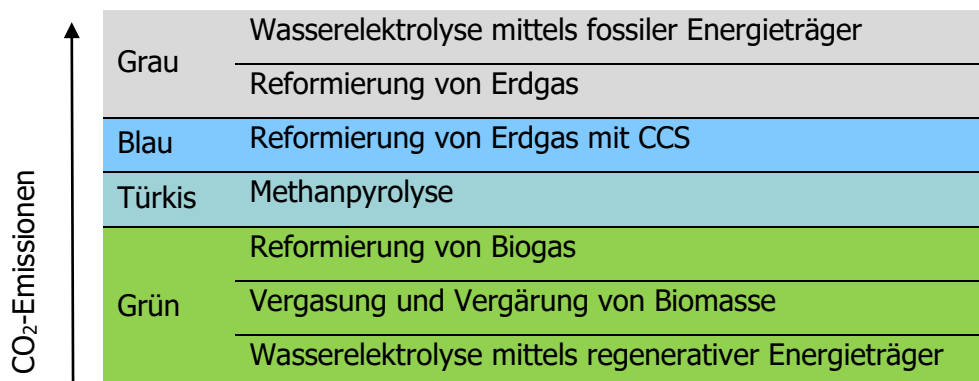 CO₂-Emissionen
Grau
Wasserelektrolyse mittels fossiler Energieträger
Reformierung von Erdgas
Blau
Reformierung von Erdgas mit CCS
Türkis
Methanpyrolyse
Grün
Reformierung von Biogas
Vergasung und Vergärung von Biomasse
Wasserelektrolyse mittels regenerativer Energieträger